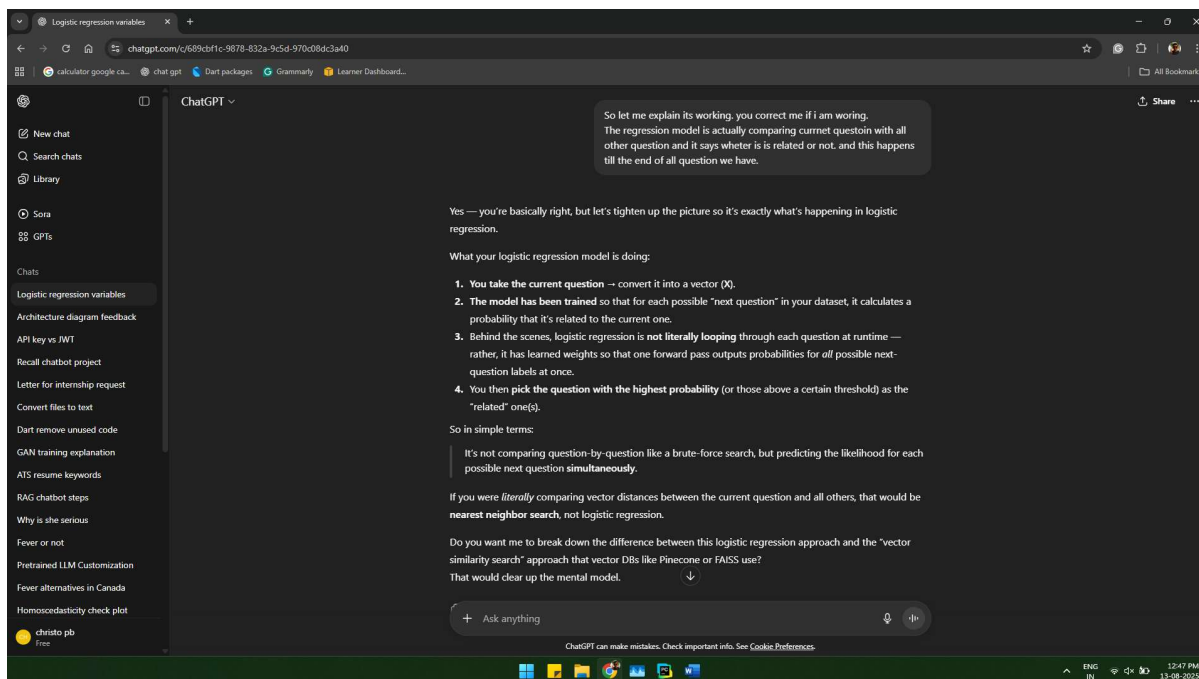 Logistic regression variables
chatgpt.com/c/689cbf1c-9878-832a-9c5d-970c08dc3a40
calculator google ca...
chat gpt
Dart packages
Grammarly
Learner Dashboard...
All Bookmark
ChatGPT
Share
New chat
Search chats
Library
Sora
GPTs
Chats
Logistic regression variables
Architecture diagram feedback
API key vs JWT
Recall chatbot project
Letter for internship request
Convert files to text
Dart remove unused code
GAN training explanation
ATS resume keywords
RAG chatbot steps
Why is she serious
Fever or not
Pretrained LLM Customization
Fever alternatives in Canada
Homoscedasticity check plot
christo pb
Free
So let me explain its working. you correct me if i am woring.
The regression model is actually comparing currnet questoin with all
other question and it says wheter is is related or not. and this happens
till the end of all question we have.
Yes — you're basically right, but let's tighten up the picture so it's exactly what's happening in logistic
regression.
What your logistic regression model is doing:
1. You take the current question → convert it into a vector (X).
2. The model has been trained so that for each possible "next question" in your dataset, it calculates a
probability that it's related to the current one.
3. Behind the scenes, logistic regression is not literally looping through each question at runtime —
rather, it has learned weights so that one forward pass outputs probabilities for all possible next-
question labels at once.
4. You then pick the question with the highest probability (or those above a certain threshold) as the
"related" one(s).
So in simple terms:
It's not comparing question-by-question like a brute-force search, but predicting the likelihood for each
possible next question simultaneously.
If you were literally comparing vector distances between the current question and all others, that would be
nearest neighbor search, not logistic regression.
Do you want me to break down the difference between this logistic regression approach and the "vector
similarity search" approach that vector DBs like Pinecone or FAISS use?
That would clear up the mental model.
Ask anything
ChatGPT can make mistakes. Check important info. See Cookie Preferences.
ENG
IN
12:47 PM
13-08-2025